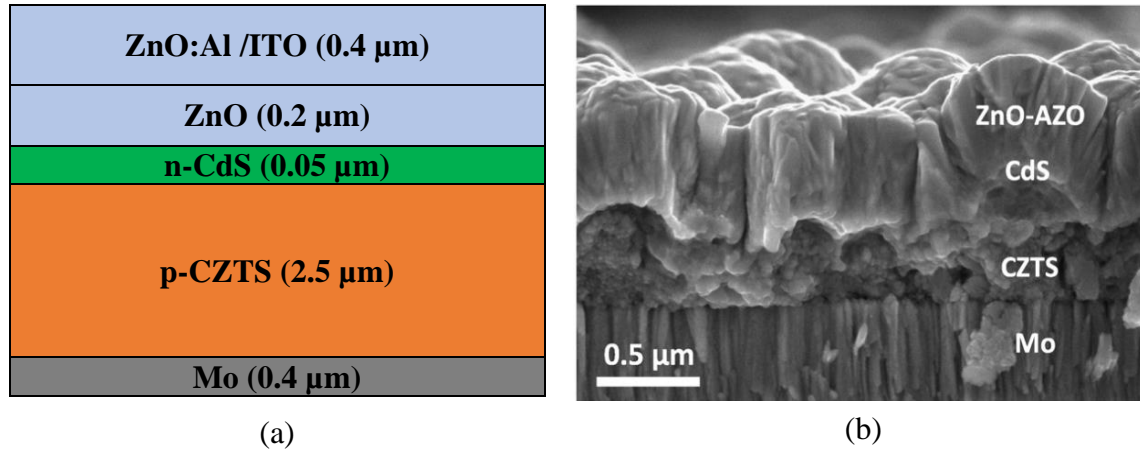 ZnO:Al /ITO (0.4 µm)
ZnO (0.2 µm)
n-CdS (0.05 µm)
p-CZTS (2.5 µm)
Mo (0.4 µm)
(a)
ZnO-AZO
CdS
CZTS
Mo
0.5 µm
(b)